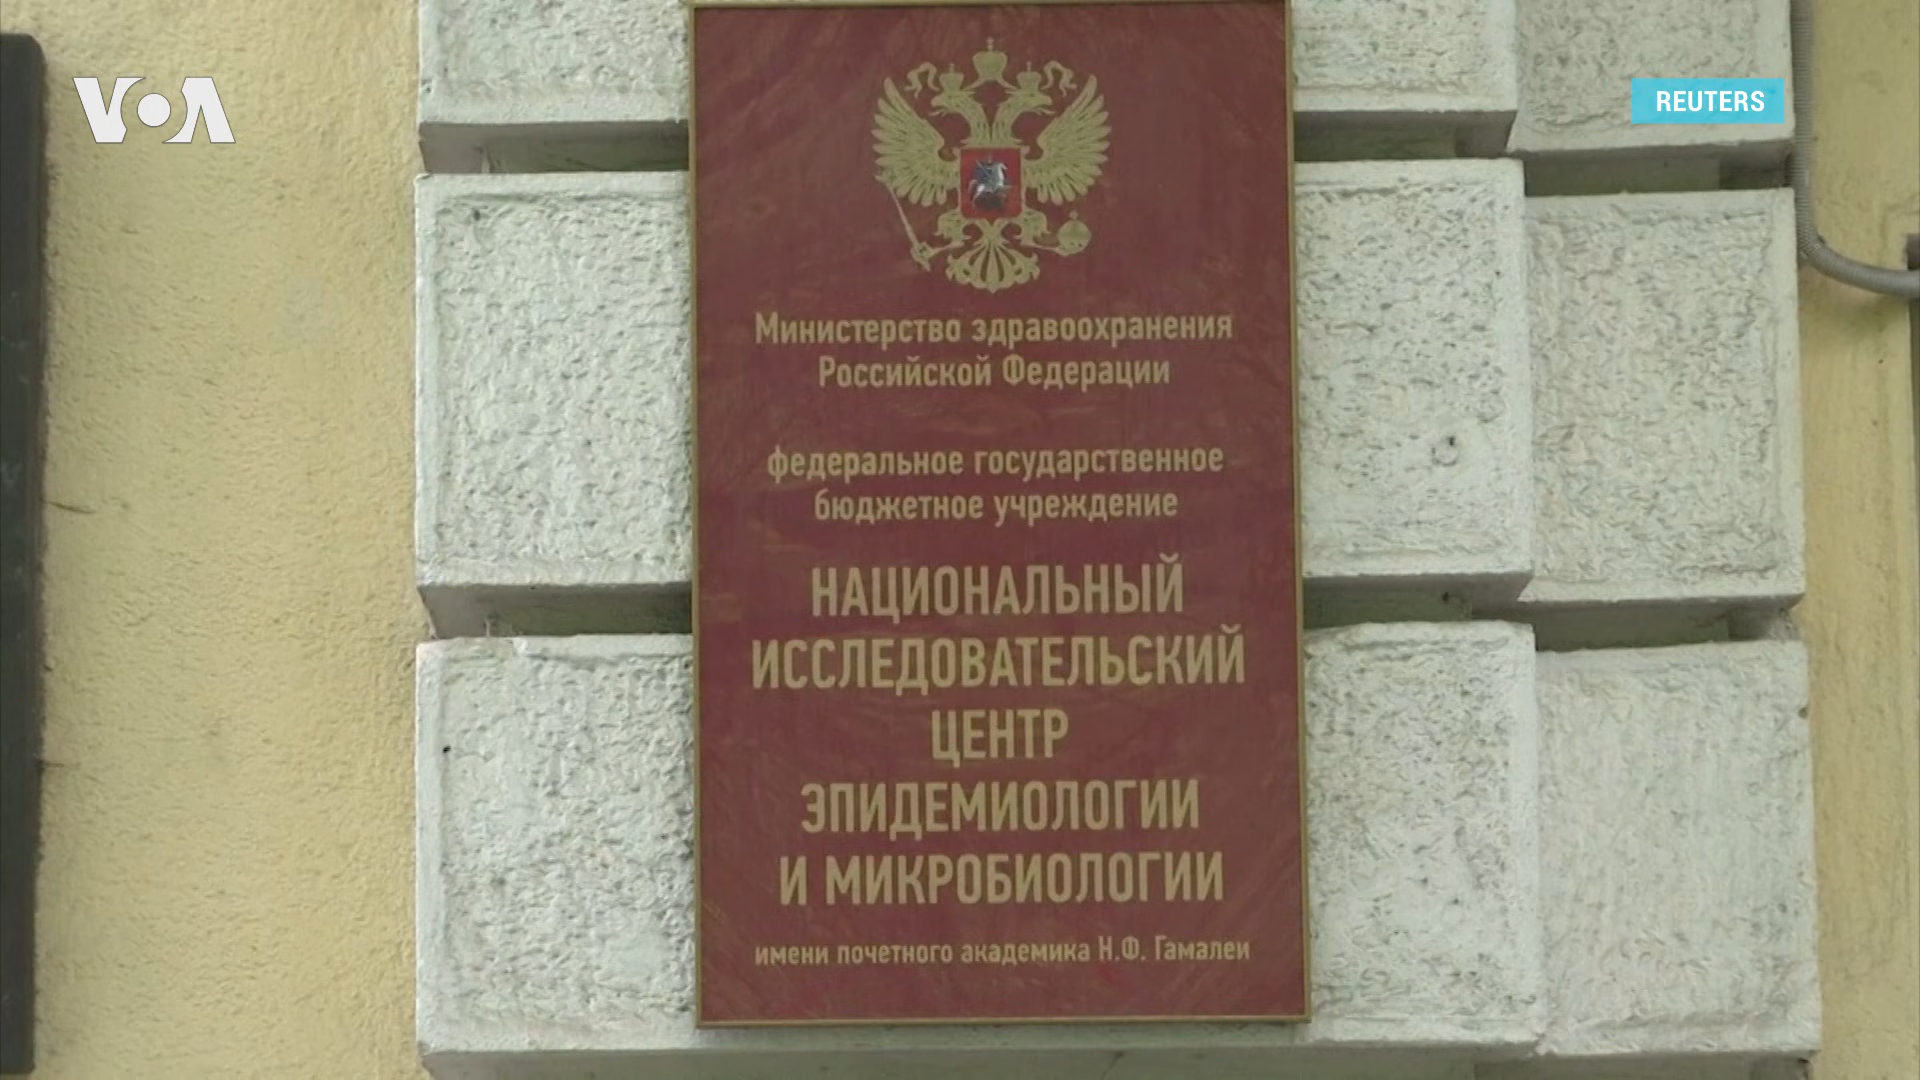 VOA
REUTERS
Министерство здравоохранения
Российской Федерации
федеральное государственное
бюджетное учреждение
НАЦИОНАЛЬНЫЙ
ИССЛЕДОВАТЕЛЬСКИЙ
ЦЕНТР
ЭПИДЕМИОЛОГИИ
И МИКРОБИОЛОГИИ
имени почетного академика Н.Ф. Гамалеи